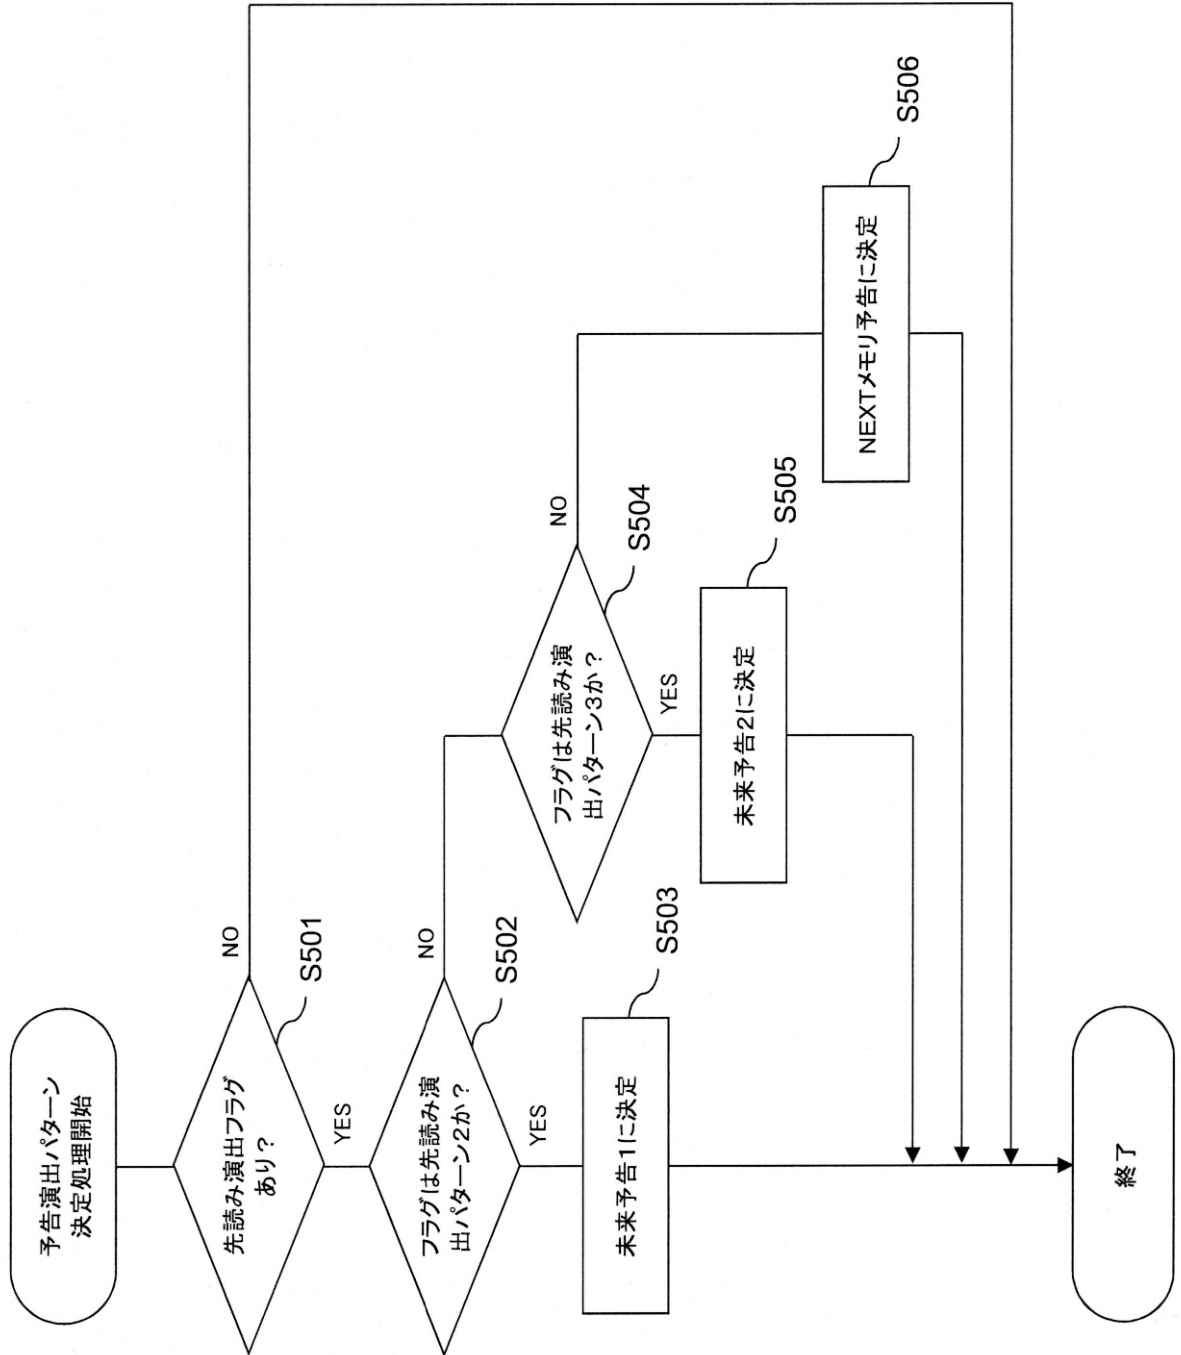 予告演出パターン
決定処理開始
先読み演出フラグ
あり?
S501
NO
YES
フラグは先読み演
出パターン2か?
S502
NO
YES
未来予告1に決定
S503
フラグは先読み演
出パターン3か?
S504
NO
YES
未来予告2に決定
S505
NEXTメモリ予告に決定
S506
終了